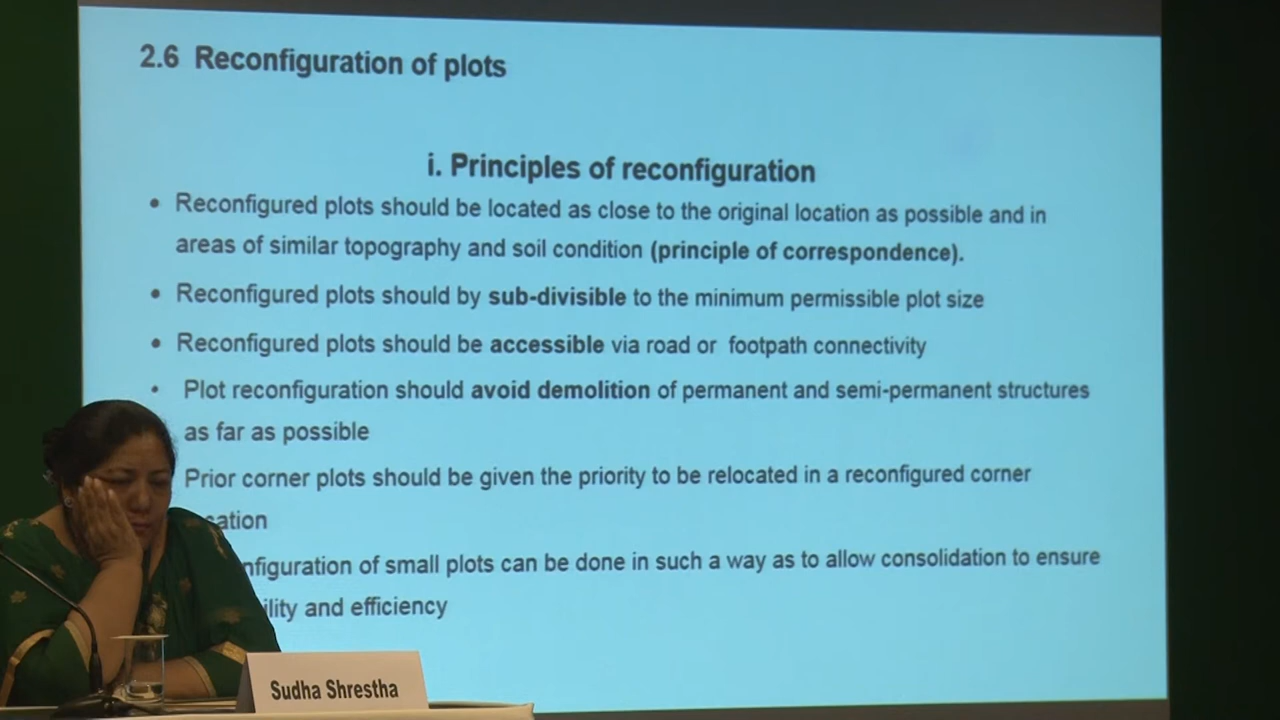 2.6 Reconfiguration of plots
i. Principles of reconfiguration
• Reconfigured plots should be located as close to the original location as possible and in
areas of similar topography and soil condition (principle of correspondence).
• Reconfigured plots should by sub-divisible to the minimum permissible plot size
• Reconfigured plots should be accessible via road or footpath connectivity
• Plot reconfiguration should avoid demolition of permanent and semi-permanent structures
as far as possible
Prior corner plots should be given the priority to be relocated in a reconfigured corner
of small plots can be done in such a way as to allow consolidation to ensure
and efficiency
Sudha Shrestha